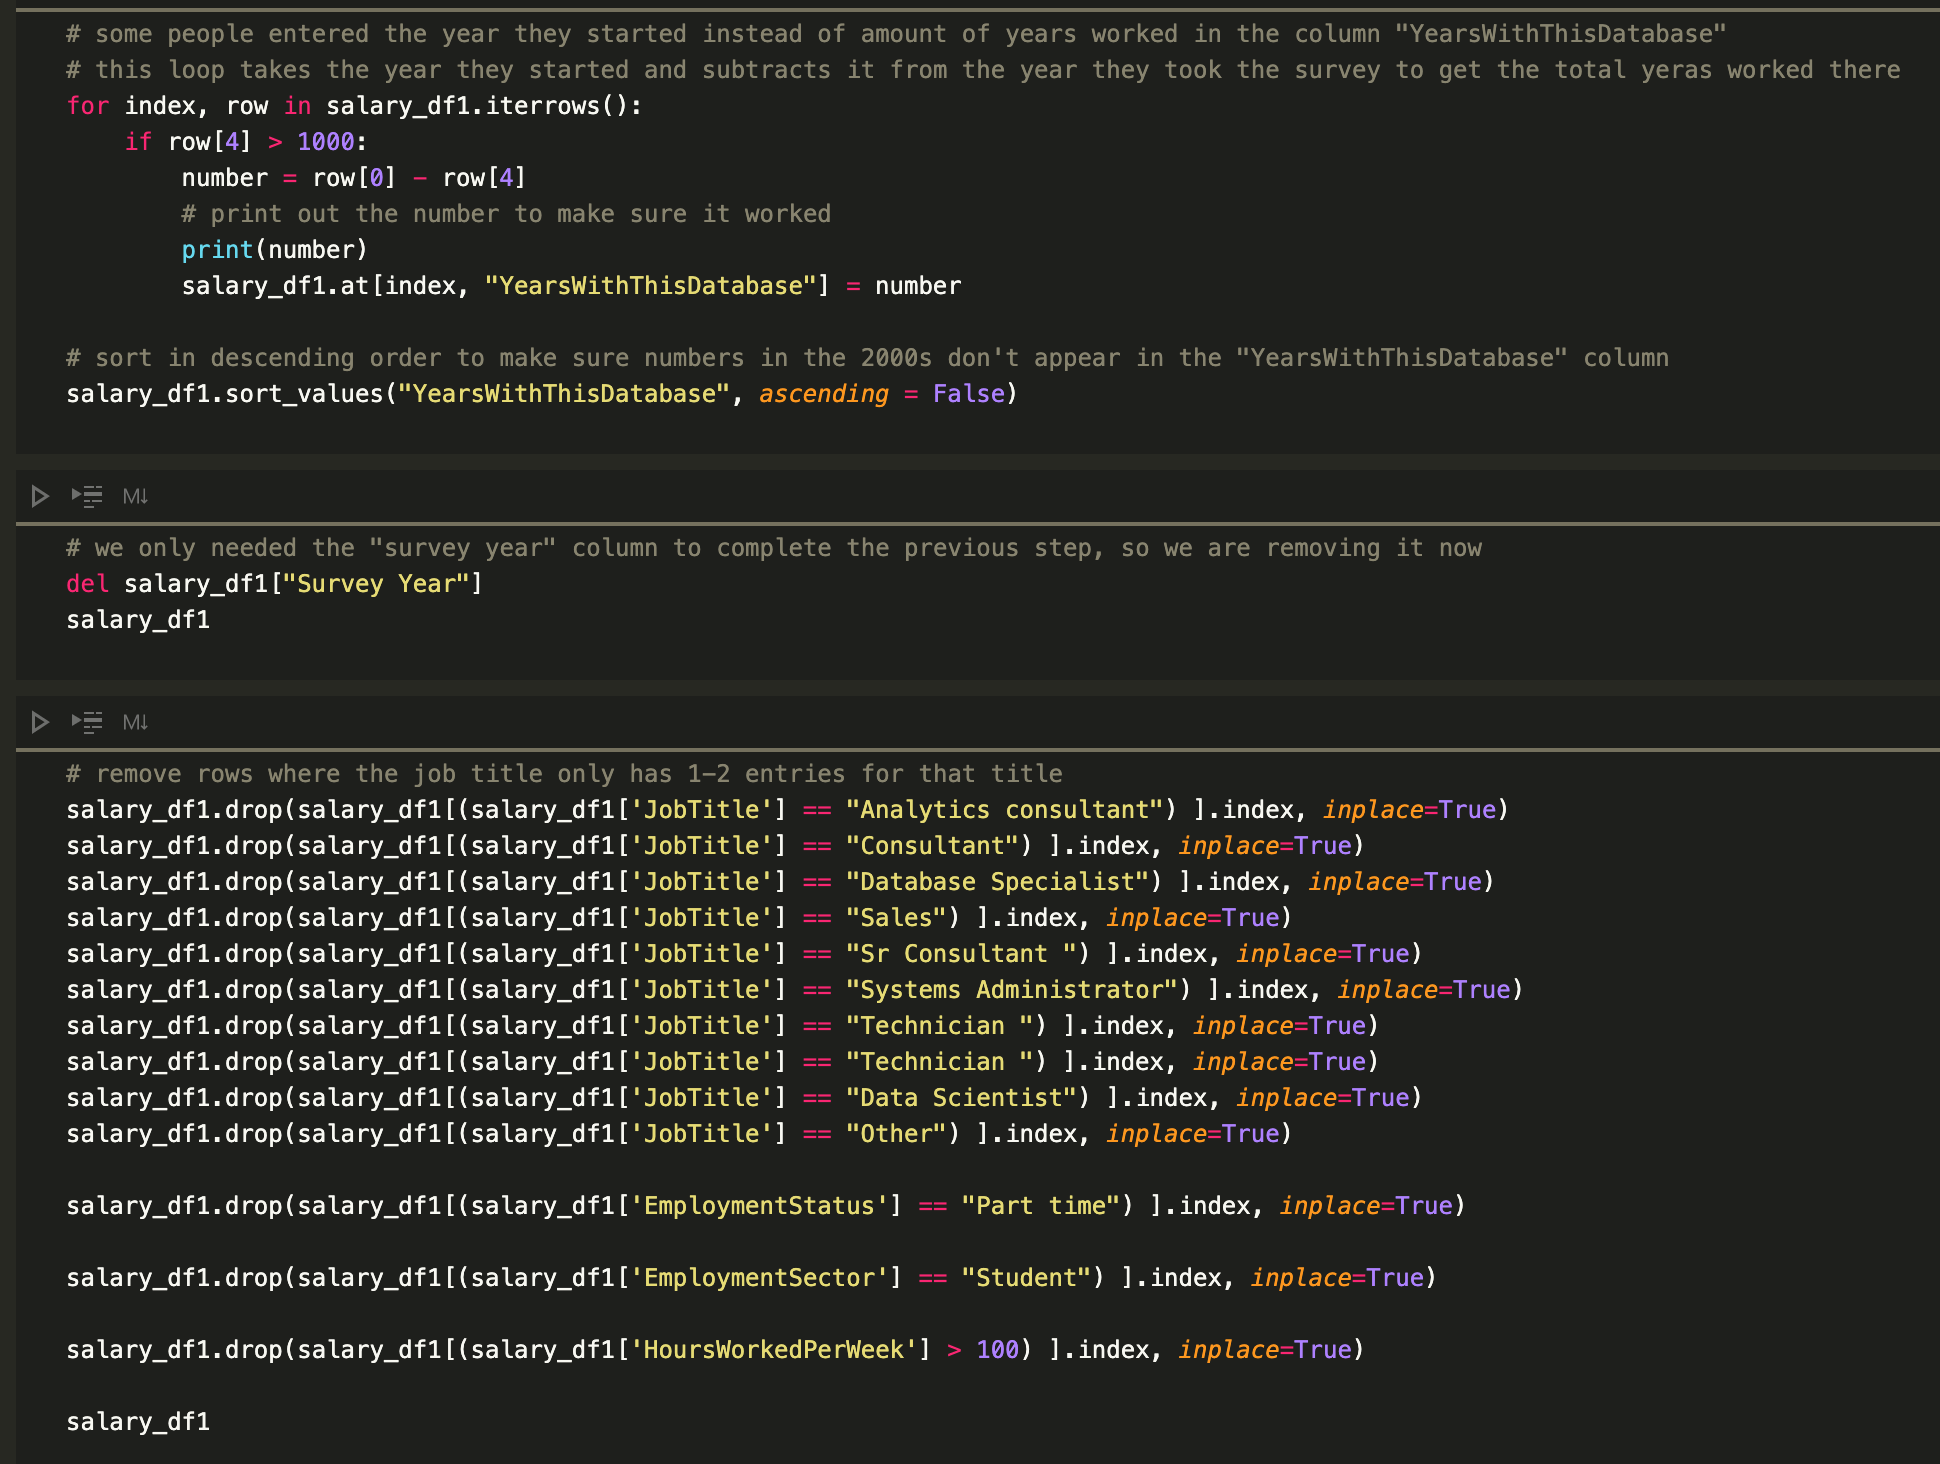 # some people entered the year they started instead of amount of years worked in the column "YearsWithThisDatabase"
# this loop takes the year they started and subtracts it from the year they took the survey to get the total yeras worked there
for index, row in salary_df1.iterrows():
    if row[4] > 1000:
        number = row[0] - row[4]
        # print out the number to make sure it worked
        print(number)
        salary_df1.at[index, "YearsWithThisDatabase"] = number
# sort in descending order to make sure numbers in the 2000s don't appear in the "YearsWithThisDatabase" column
salary_df1.sort_values("YearsWithThisDatabase", ascending = False)
M↓
# we only needed the "survey year" column to complete the previous step, so we are removing it now
del salary_df1["Survey Year"]
salary_df1
M↓
# remove rows where the job title only has 1-2 entries for that title
salary_df1.drop(salary_df1[(salary_df1['JobTitle'] == "Analytics consultant") ].index, inplace=True)
salary_df1.drop(salary_df1[(salary_df1['JobTitle'] == "Consultant") ].index, inplace=True)
salary_df1.drop(salary_df1[(salary_df1['JobTitle'] == "Database Specialist") ].index, inplace=True)
salary_df1.drop(salary_df1[(salary_df1['JobTitle'] == "Sales") ].index, inplace=True)
salary_df1.drop(salary_df1[(salary_df1['JobTitle'] == "Sr Consultant ") ].index, inplace=True)
salary_df1.drop(salary_df1[(salary_df1['JobTitle'] == "Systems Administrator") ].index, inplace=True)
salary_df1.drop(salary_df1[(salary_df1['JobTitle'] == "Technician ") ].index, inplace=True)
salary_df1.drop(salary_df1[(salary_df1['JobTitle'] == "Technician ") ].index, inplace=True)
salary_df1.drop(salary_df1[(salary_df1['JobTitle'] == "Data Scientist") ].index, inplace=True)
salary_df1.drop(salary_df1[(salary_df1['JobTitle'] == "Other") ].index, inplace=True)
salary_df1.drop(salary_df1[(salary_df1['EmploymentStatus'] == "Part time") ].index, inplace=True)
salary_df1.drop(salary_df1[(salary_df1['EmploymentSector'] == "Student") ].index, inplace=True)
salary_df1.drop(salary_df1[(salary_df1['HoursWorkedPerWeek'] > 100) ].index, inplace=True)
salary_df1